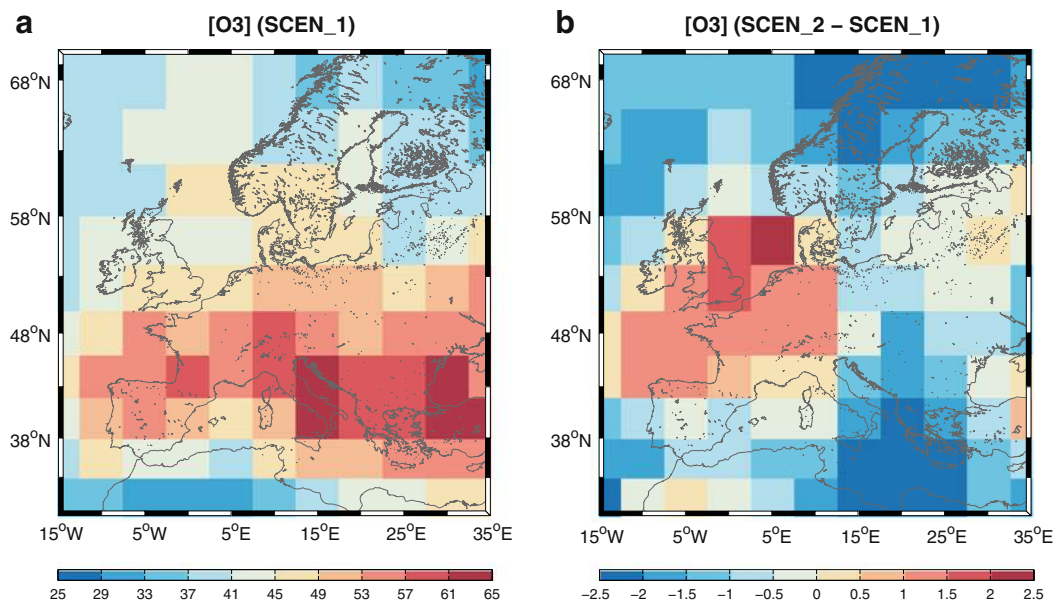 a [O3] (SCEN_1)
68°N
58°N
48°N
38°N
15°W 5°W 5°E 15°E 25°E 35°E
25 29 33 37 41 45 49 53 57 61 65
b [O3] (SCEN_2 − SCEN_1)
68°N
58°N
48°N
38°N
15°W 5°W 5°E 15°E 25°E 35°E
−2.5 −2 −1.5 −1 −0.5 0 0.5 1 1.5 2 2.5